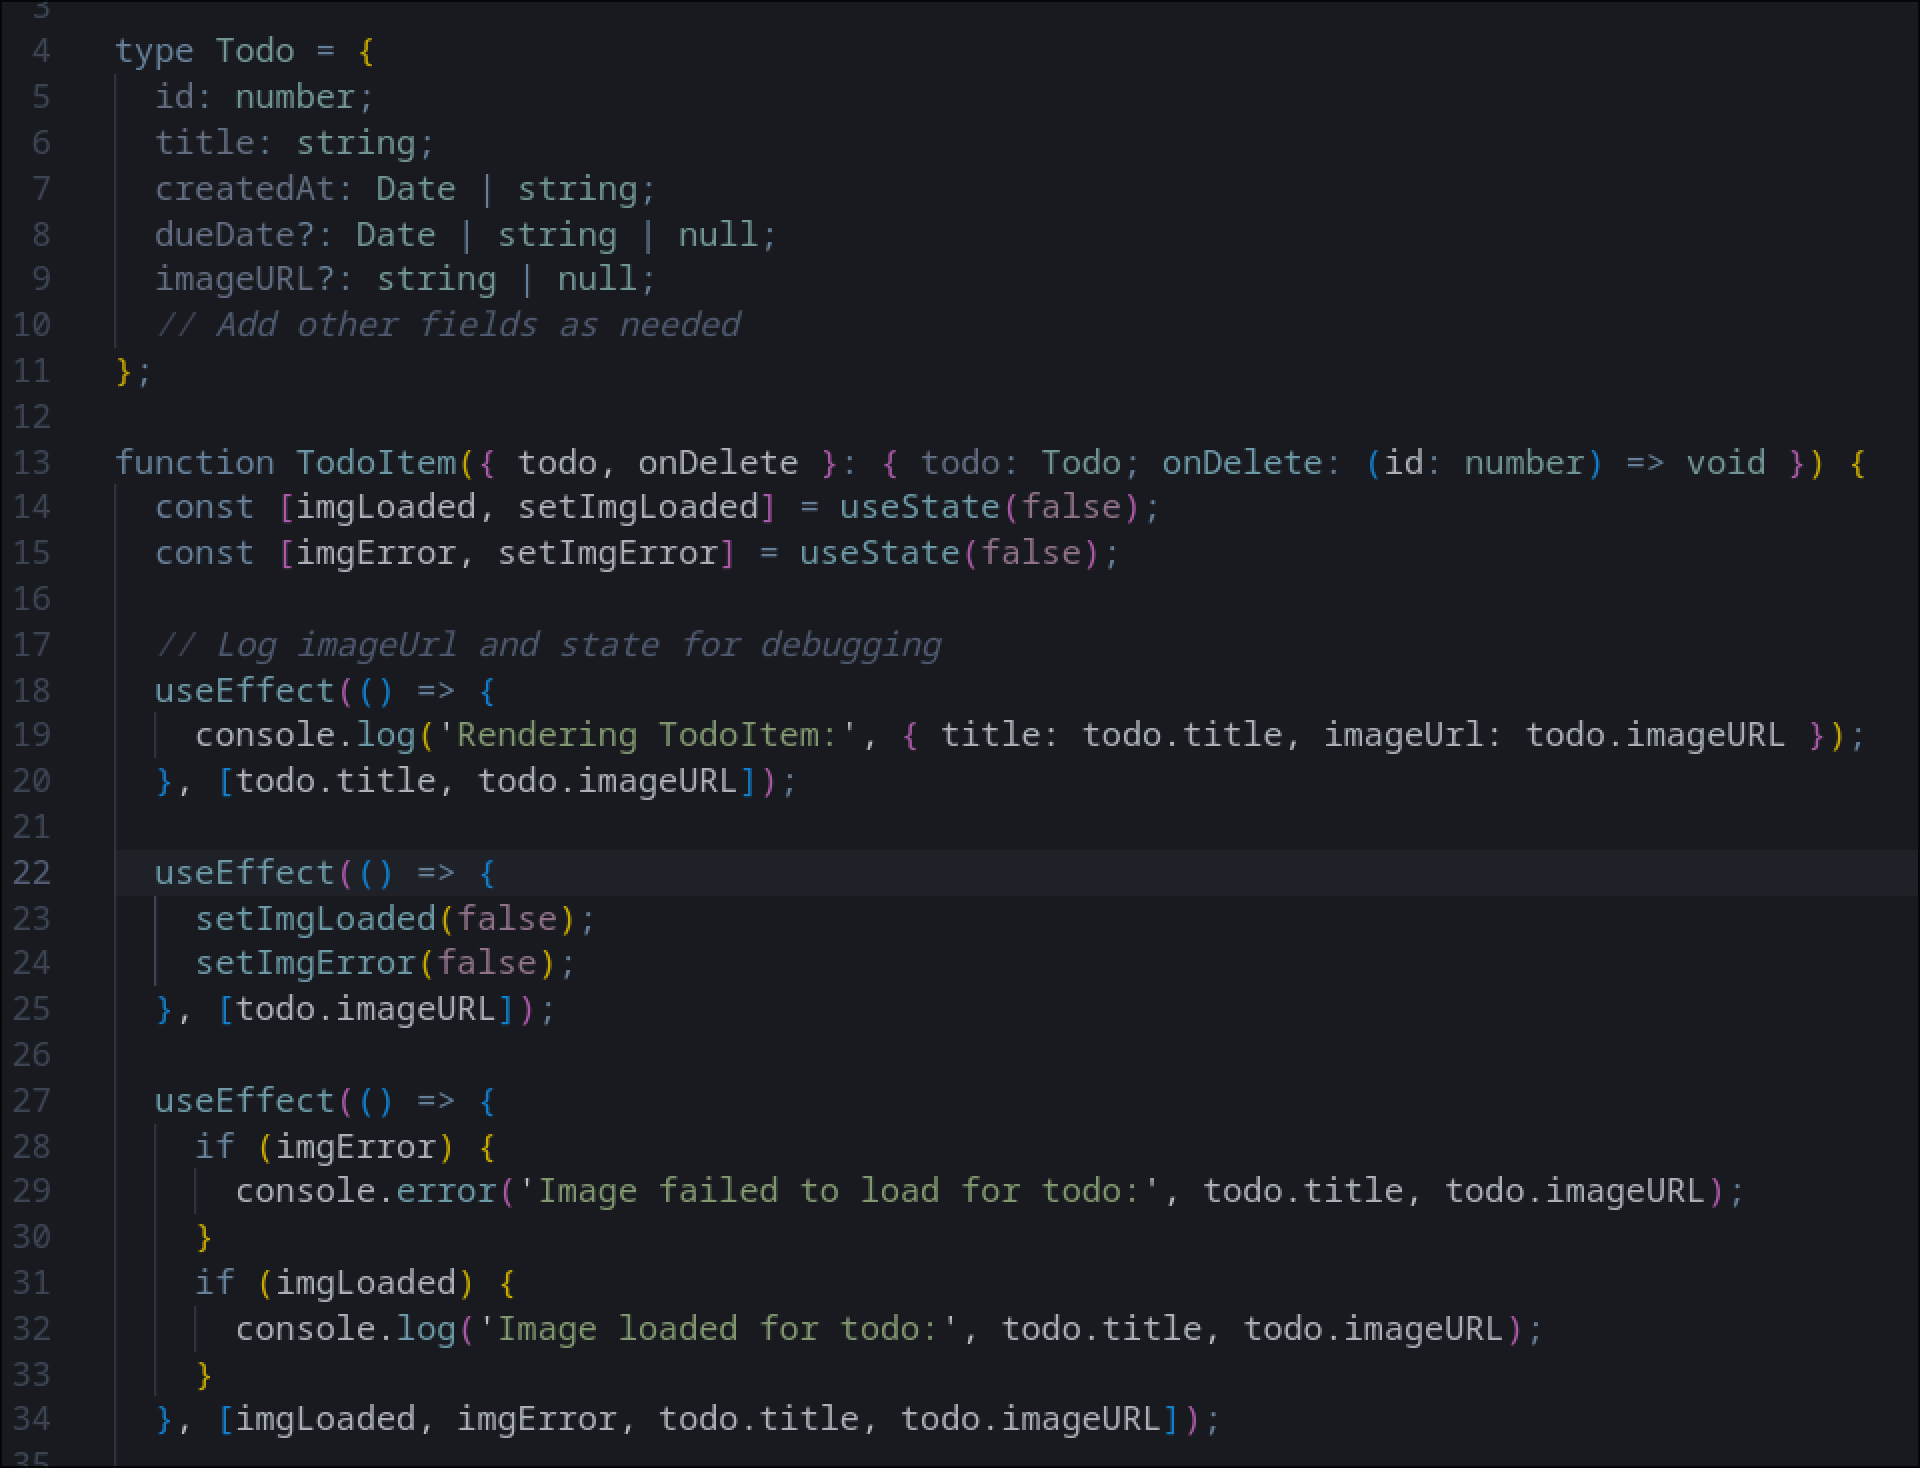 3
4 type Todo = {
5 id: number;
6 title: string;
7 createdAt: Date | string;
8 dueDate?: Date | string | null;
9 imageURL?: string | null;
10 // Add other fields as needed
11 };
12
13 function TodoItem({ todo, onDelete }: { todo: Todo; onDelete: (id: number) => void }) {
14 const [imgLoaded, setImgLoaded] = useState(false);
15 const [imgError, setImgError] = useState(false);
16
17 // Log imageUrl and state for debugging
18 useEffect(() => {
19 console.log('Rendering TodoItem:', { title: todo.title, imageUrl: todo.imageURL });
20 }, [todo.title, todo.imageURL]);
21
22 useEffect(() => {
23 setImgLoaded(false);
24 setImgError(false);
25 }, [todo.imageURL]);
26
27 useEffect(() => {
28 if (imgError) {
29 console.error('Image failed to load for todo:', todo.title, todo.imageURL);
30 }
31 if (imgLoaded) {
32 console.log('Image loaded for todo:', todo.title, todo.imageURL);
33 }
34 }, [imgLoaded, imgError, todo.title, todo.imageURL]);
35